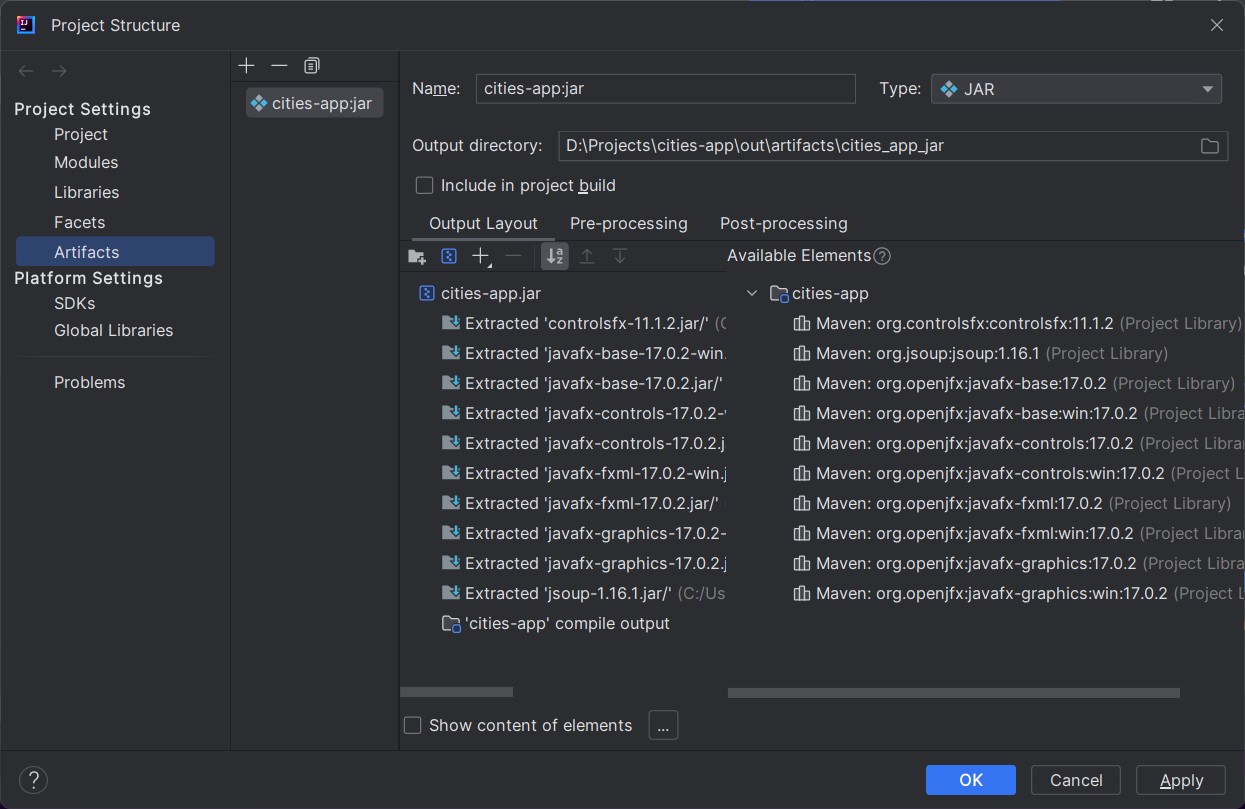 Project Structure
Project Settings
Project
Modules
Libraries
Facets
Artifacts
Platform Settings
SDKs
Global Libraries
Problems
cities-app:jar
Name: cities-app:jar Type: JAR
Output directory: D:\Projects\cities-app\out\artifacts\cities_app_jar
Include in project build
Output Layout Pre-processing Post-processing
Available Elements ?
cities-app.jar
Extracted 'controlsfx-11.1.2.jar/' (C
Extracted 'javafx-base-17.0.2-win.
Extracted 'javafx-base-17.0.2.jar/'
Extracted 'javafx-controls-17.0.2-
Extracted 'javafx-controls-17.0.2.j
Extracted 'javafx-fxml-17.0.2-win.j
Extracted 'javafx-fxml-17.0.2.jar/'
Extracted 'javafx-graphics-17.0.2-
Extracted 'javafx-graphics-17.0.2.j
Extracted 'jsoup-1.16.1.jar/' (C:/Us
'cities-app' compile output
cities-app
Maven: org.controlsfx:controlsfx:11.1.2 (Project Library)
Maven: org.jsoup:jsoup:1.16.1 (Project Library)
Maven: org.openjfx:javafx-base:17.0.2 (Project Library)
Maven: org.openjfx:javafx-base:win:17.0.2 (Project Libra
Maven: org.openjfx:javafx-controls:17.0.2 (Project Librar
Maven: org.openjfx:javafx-controls:win:17.0.2 (Project L
Maven: org.openjfx:javafx-fxml:17.0.2 (Project Library)
Maven: org.openjfx:javafx-fxml:win:17.0.2 (Project Librar
Maven: org.openjfx:javafx-graphics:17.0.2 (Project Libra
Maven: org.openjfx:javafx-graphics:win:17.0.2 (Project L
Show content of elements ...
? OK Cancel Apply